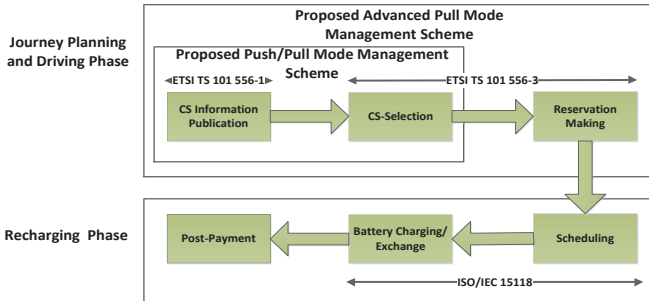 Proposed Advanced Pull Mode
Management Scheme
Journey Planning
and Driving Phase
Proposed Push/Pull Mode Management
Scheme
ETSI TS 101 556-1
ETSI TS 101 556-3
CS Information
Publication
CS-Selection
Reservation
Making
Recharging Phase
Post-Payment
Battery Charging/
Exchange
Scheduling
ISO/IEC 15118